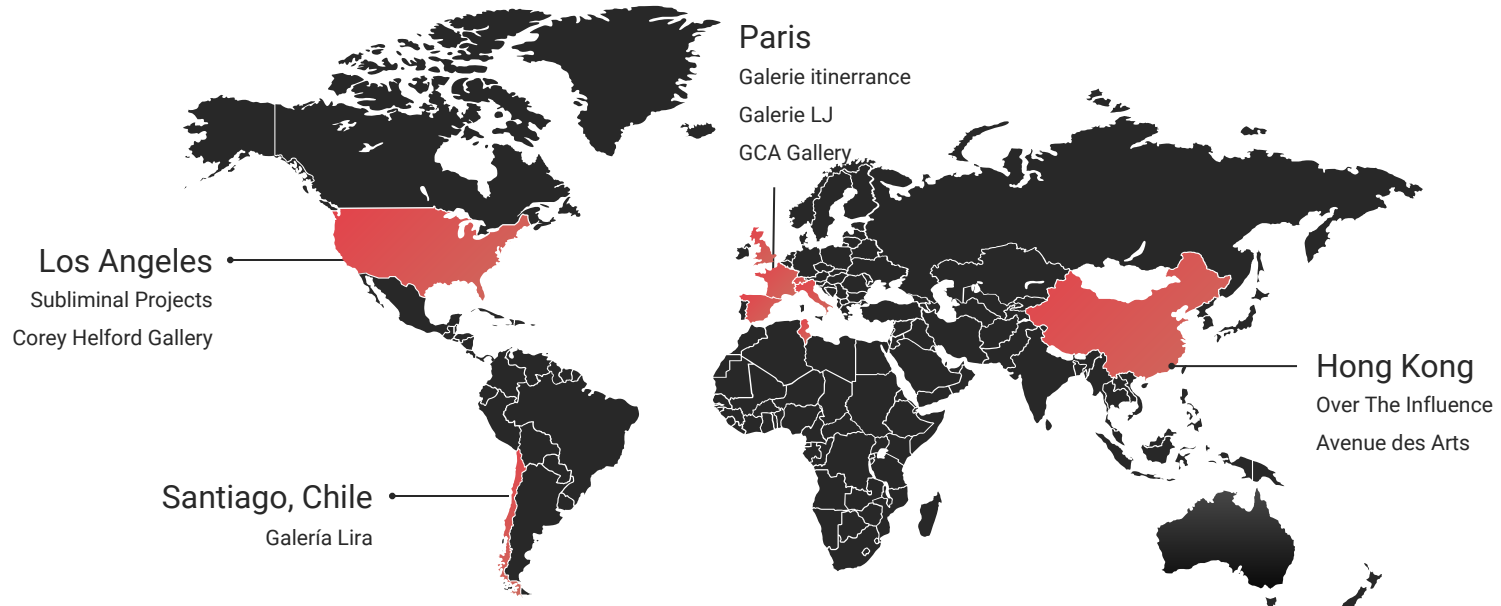 Paris
Galerie itinerrance
Galerie LJ
GCA Gallery
Los Angeles
Subliminal Projects
Corey Helford Gallery
Hong Kong
Over The Influence
Avenue des Arts
Santiago, Chile
Galería Lira